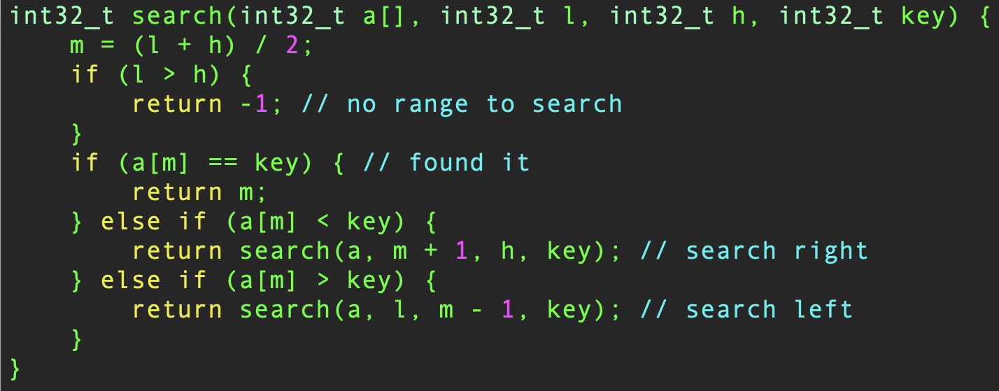 int32_t search(int32_t a[], int32_t l, int32_t h, int32_t key) {
    m = (l + h) / 2;
    if (l > h) {
        return -1; // no range to search
    }
    if (a[m] == key) { // found it
        return m;
    } else if (a[m] < key) {
        return search(a, m + 1, h, key); // search right
    } else if (a[m] > key) {
        return search(a, l, m - 1, key); // search left
    }
}